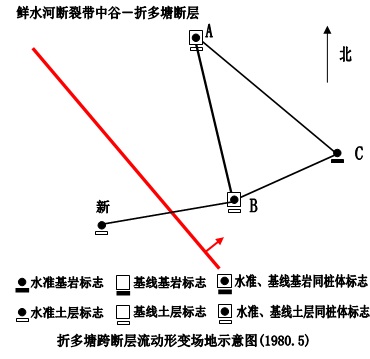 鲜水河断裂带中谷一折多塘断层
A
北
C
新
B
水准基岩标志 基线基岩标志 水准、基线基岩同桩体标志
水准土层标志 基线土层标志 水准、基线土层同桩体标志
折多塘跨断层流动形变场地示意图(1980.5)